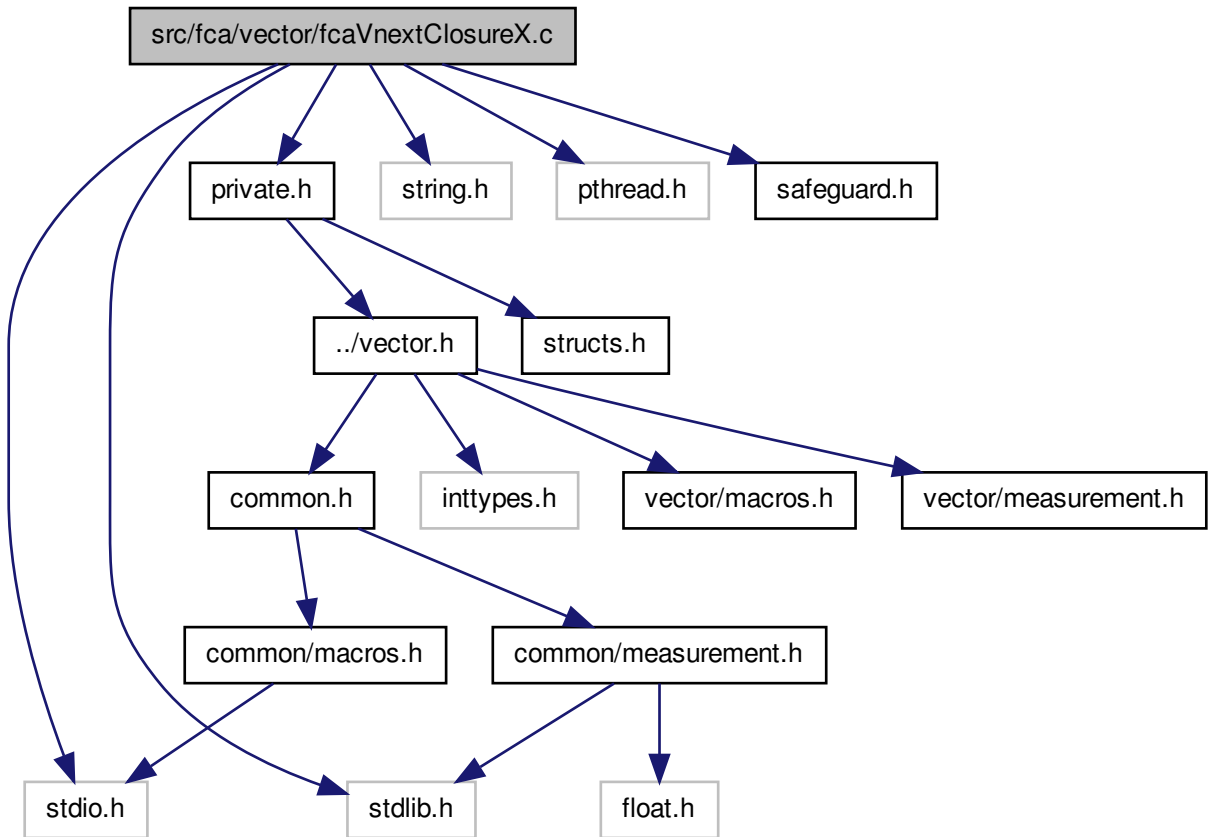 src/fca/vector/fcaVnextClosureX.c
private.h
string.h
pthread.h
safeguard.h
../vector.h
structs.h
common.h
inttypes.h
vector/macros.h
vector/measurement.h
common/macros.h
common/measurement.h
stdio.h
stdlib.h
float.h